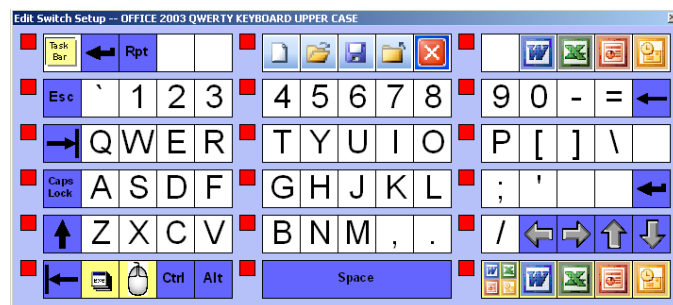 Edit Switch Setup -- OFFICE 2003 QWERTY KEYBOARD UPPER CASE
Task Bar Rpt W X
Esc ` 1 2 3 4 5 6 7 8 9 0 - =
Q W E R T Y U I O P [ ] \
Caps Lock A S D F G H J K L ; '
Z X C V B N M , . /
Ctrl Alt Space W X